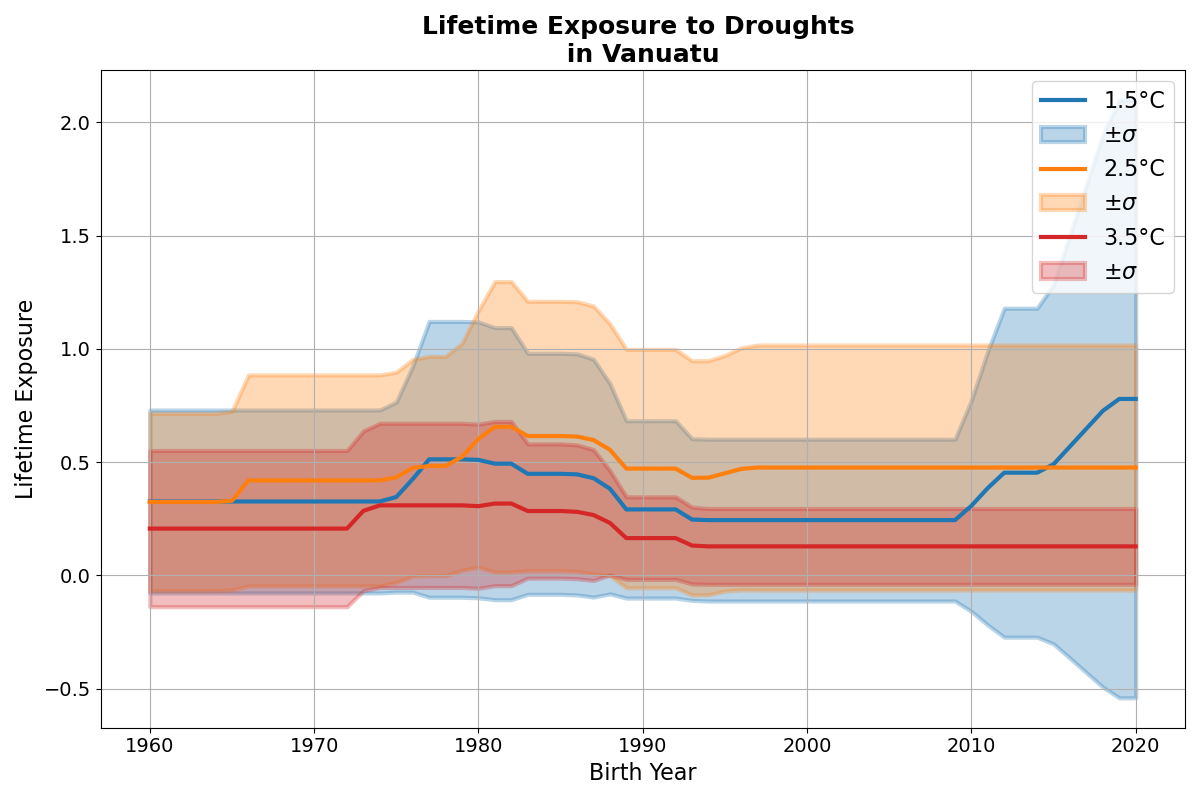 Lifetime Exposure to Droughts
in Vanuatu
2.0
1.5
1.0
0.5
0.0
−0.5
Lifetime Exposure
1960 1970 1980 1990 2000 2010 2020
Birth Year
1.5°C
±σ
2.5°C
±σ
3.5°C
±σ